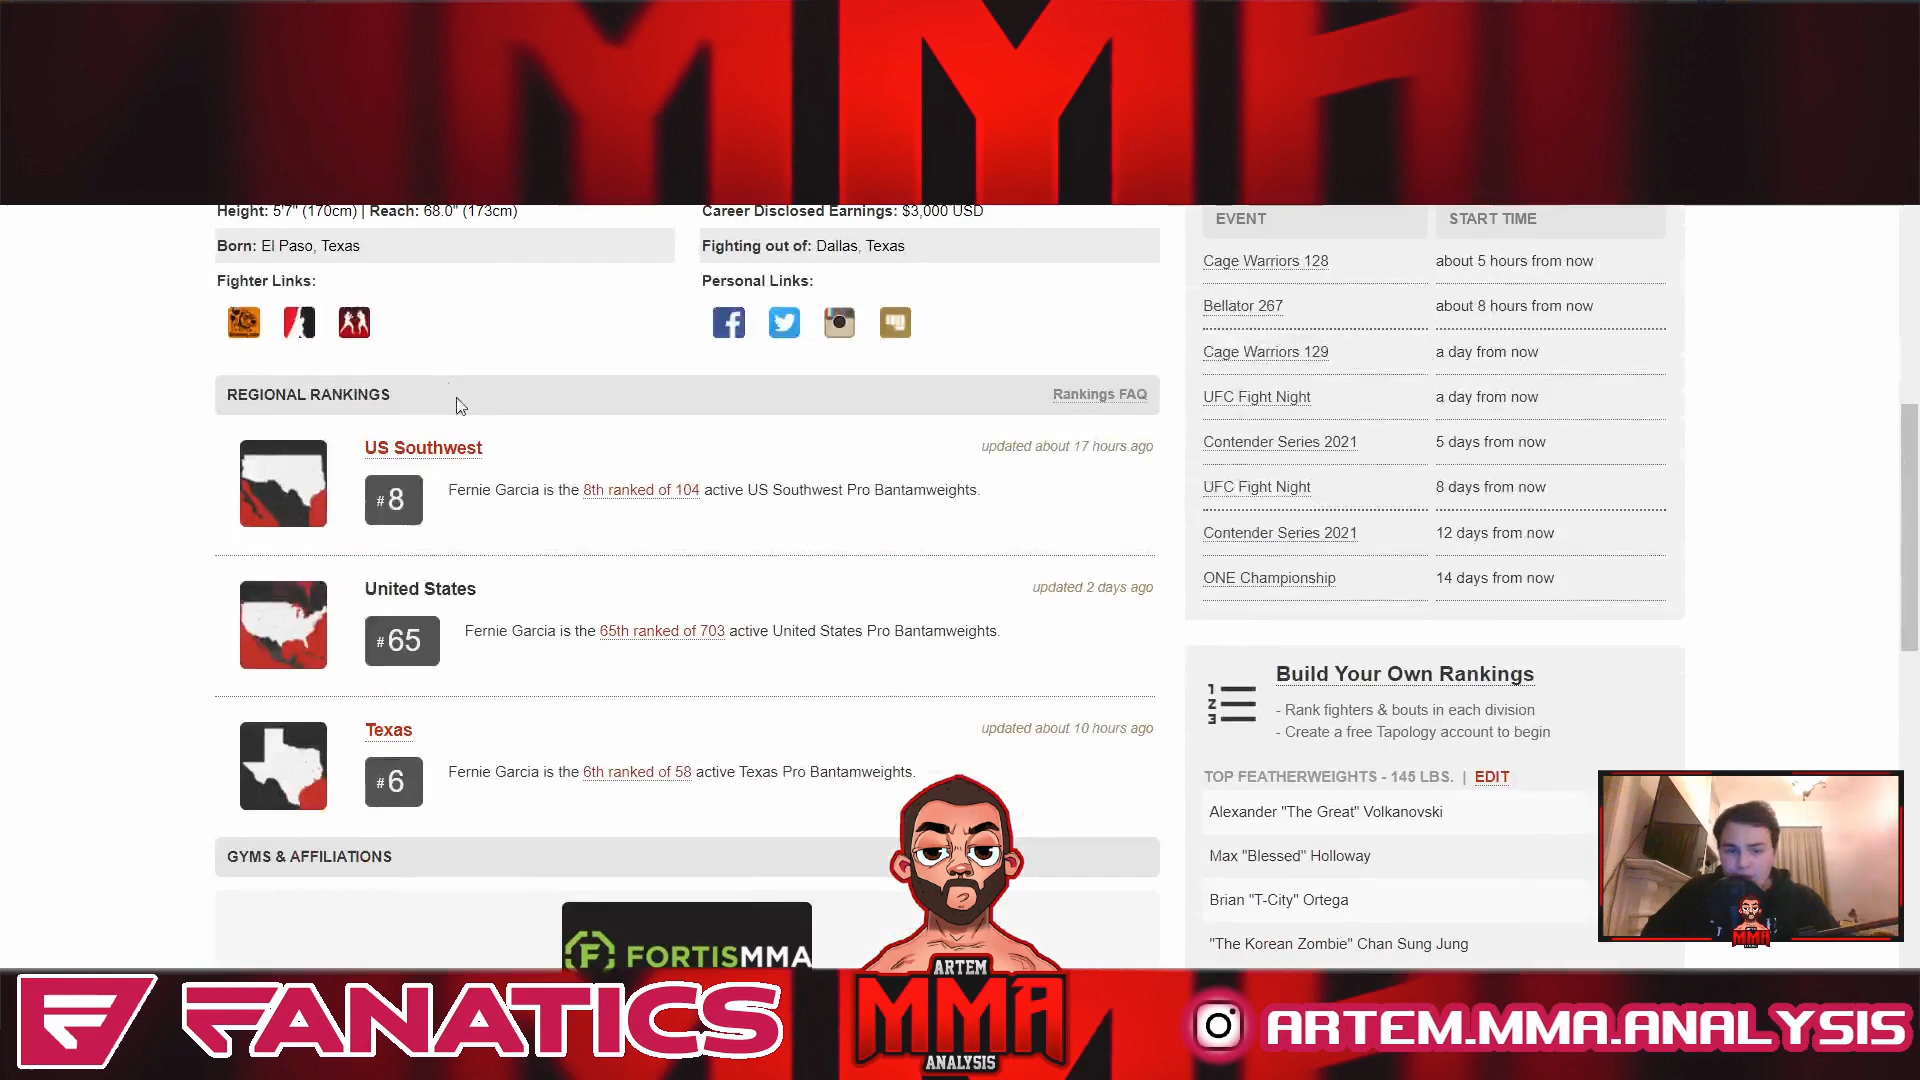 MMA
Height: 5'7" (170cm) | Reach: 68.0" (173cm)
Career Disclosed Earnings: $3,000 USD
Born: El Paso, Texas
Fighting out of: Dallas, Texas
Fighter Links:
Personal Links:
REGIONAL RANKINGS
Rankings FAQ
US Southwest
updated about 17 hours ago
#8
Fernie Garcia is the 8th ranked of 104 active US Southwest Pro Bantamweights.
United States
updated 2 days ago
#65
Fernie Garcia is the 65th ranked of 703 active United States Pro Bantamweights.
Texas
updated about 10 hours ago
#6
Fernie Garcia is the 6th ranked of 58 active Texas Pro Bantamweights.
GYMS & AFFILIATIONS
FORTISMMA
EVENT START TIME
Cage Warriors 128 about 5 hours from now
Bellator 267 about 8 hours from now
Cage Warriors 129 a day from now
UFC Fight Night a day from now
Contender Series 2021 5 days from now
UFC Fight Night 8 days from now
Contender Series 2021 12 days from now
ONE Championship 14 days from now
Build Your Own Rankings
1
2
3
- Rank fighters & bouts in each division
- Create a free Tapology account to begin
TOP FEATHERWEIGHTS - 145 LBS. | EDIT
Alexander "The Great" Volkanovski
Max "Blessed" Holloway
Brian "T-City" Ortega
"The Korean Zombie" Chan Sung Jung
MMA
FANATICS
ARTEM
MMA
ANALYSIS
ARTEM.MMA.ANALYSIS